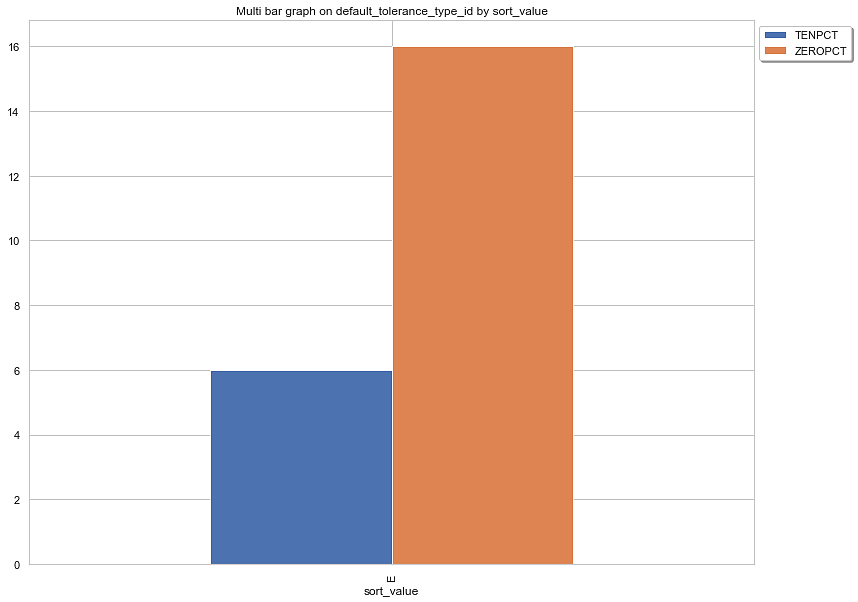 Multi bar graph on default_tolerance_type_id by sort_value
TENPCT
ZEROPCT
16
14
12
10
8
6
4
2
0
E
sort_value